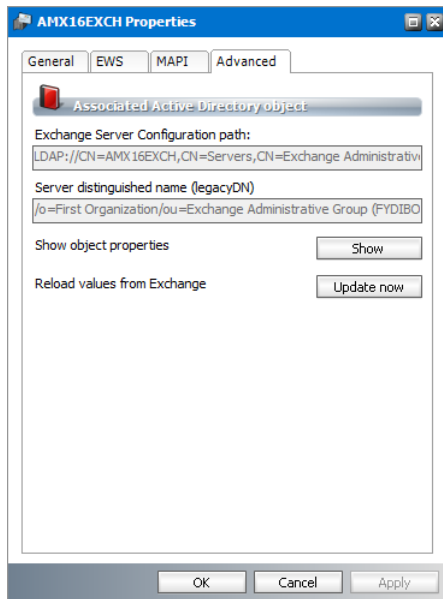 AMX16EXCH Properties
General EWS MAPI Advanced
Associated Active Directory object
Exchange Server Configuration path:
LDAP://CN=AMX16EXCH,CN=Servers,CN=Exchange Administrativ
Server distinguished name (legacyDN)
/o=First Organization/ou=Exchange Administrative Group (FYDIBO
Show object properties Show
Reload values from Exchange Update now
OK Cancel Apply